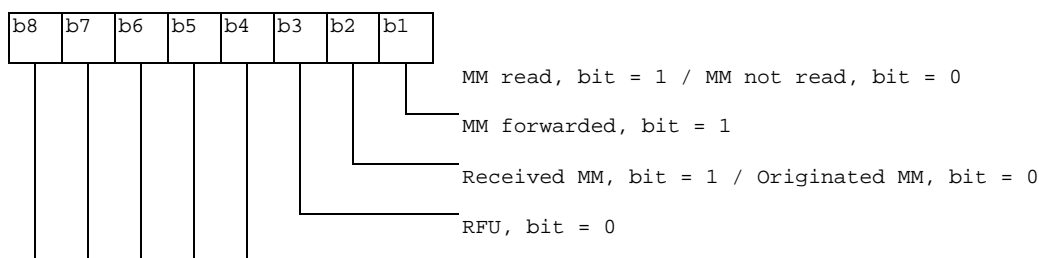 b8 b7 b6 b5 b4 b3 b2 b1
MM read, bit = 1 / MM not read, bit = 0
MM forwarded, bit = 1
Received MM, bit = 1 / Originated MM, bit = 0
RFU, bit = 0